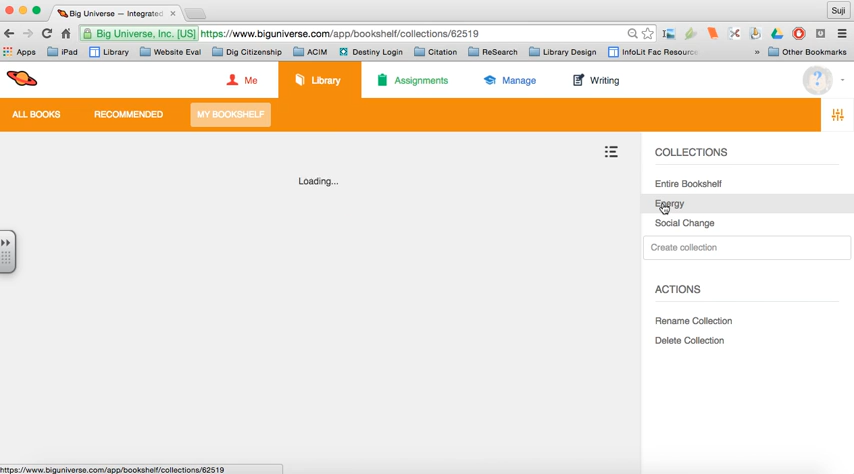 Big Universe — Integrated
Suji
Big Universe, Inc. [US] https://www.biguniverse.com/app/bookshelf/collections/62519
Apps iPad Library Website Eval Dig Citizenship ACIM Destiny Login Citation ReSearch Library Design InfoLit Fac Resource » Other Bookmarks
Me Library Assignments Manage Writing
ALL BOOKS RECOMMENDED MY BOOKSHELF
COLLECTIONS
Loading...
Entire Bookshelf
Energy
Social Change
Create collection
ACTIONS
Rename Collection
Delete Collection
https://www.biguniverse.com/app/bookshelf/collections/62519